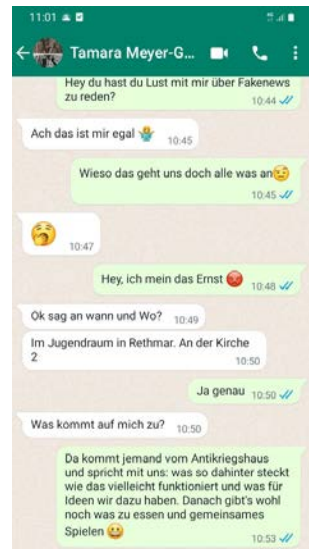 11:01
Tamara Meyer-G...
Hey du hast du Lust mit mir über Fakenews
zu reden?
10:44
Ach das ist mir egal 🤷‍♀️
10:45
Wieso das geht uns doch alle was an🤨
10:45
🥱
10:47
Hey, ich mein das Ernst 😡
10:48
Ok sag an wann und Wo?
10:49
Im Jugendraum in Rethmar. An der Kirche
2
10:50
Ja genau
10:50
Was kommt auf mich zu?
10:50
Da kommt jemand vom Antikriegshaus
und spricht mit uns: was so dahinter steckt
wie das vielleicht funktioniert und was für
Ideen wir dazu haben. Danach gibt's wohl
noch was zu essen und gemeinsames
Spielen 😀
10:53